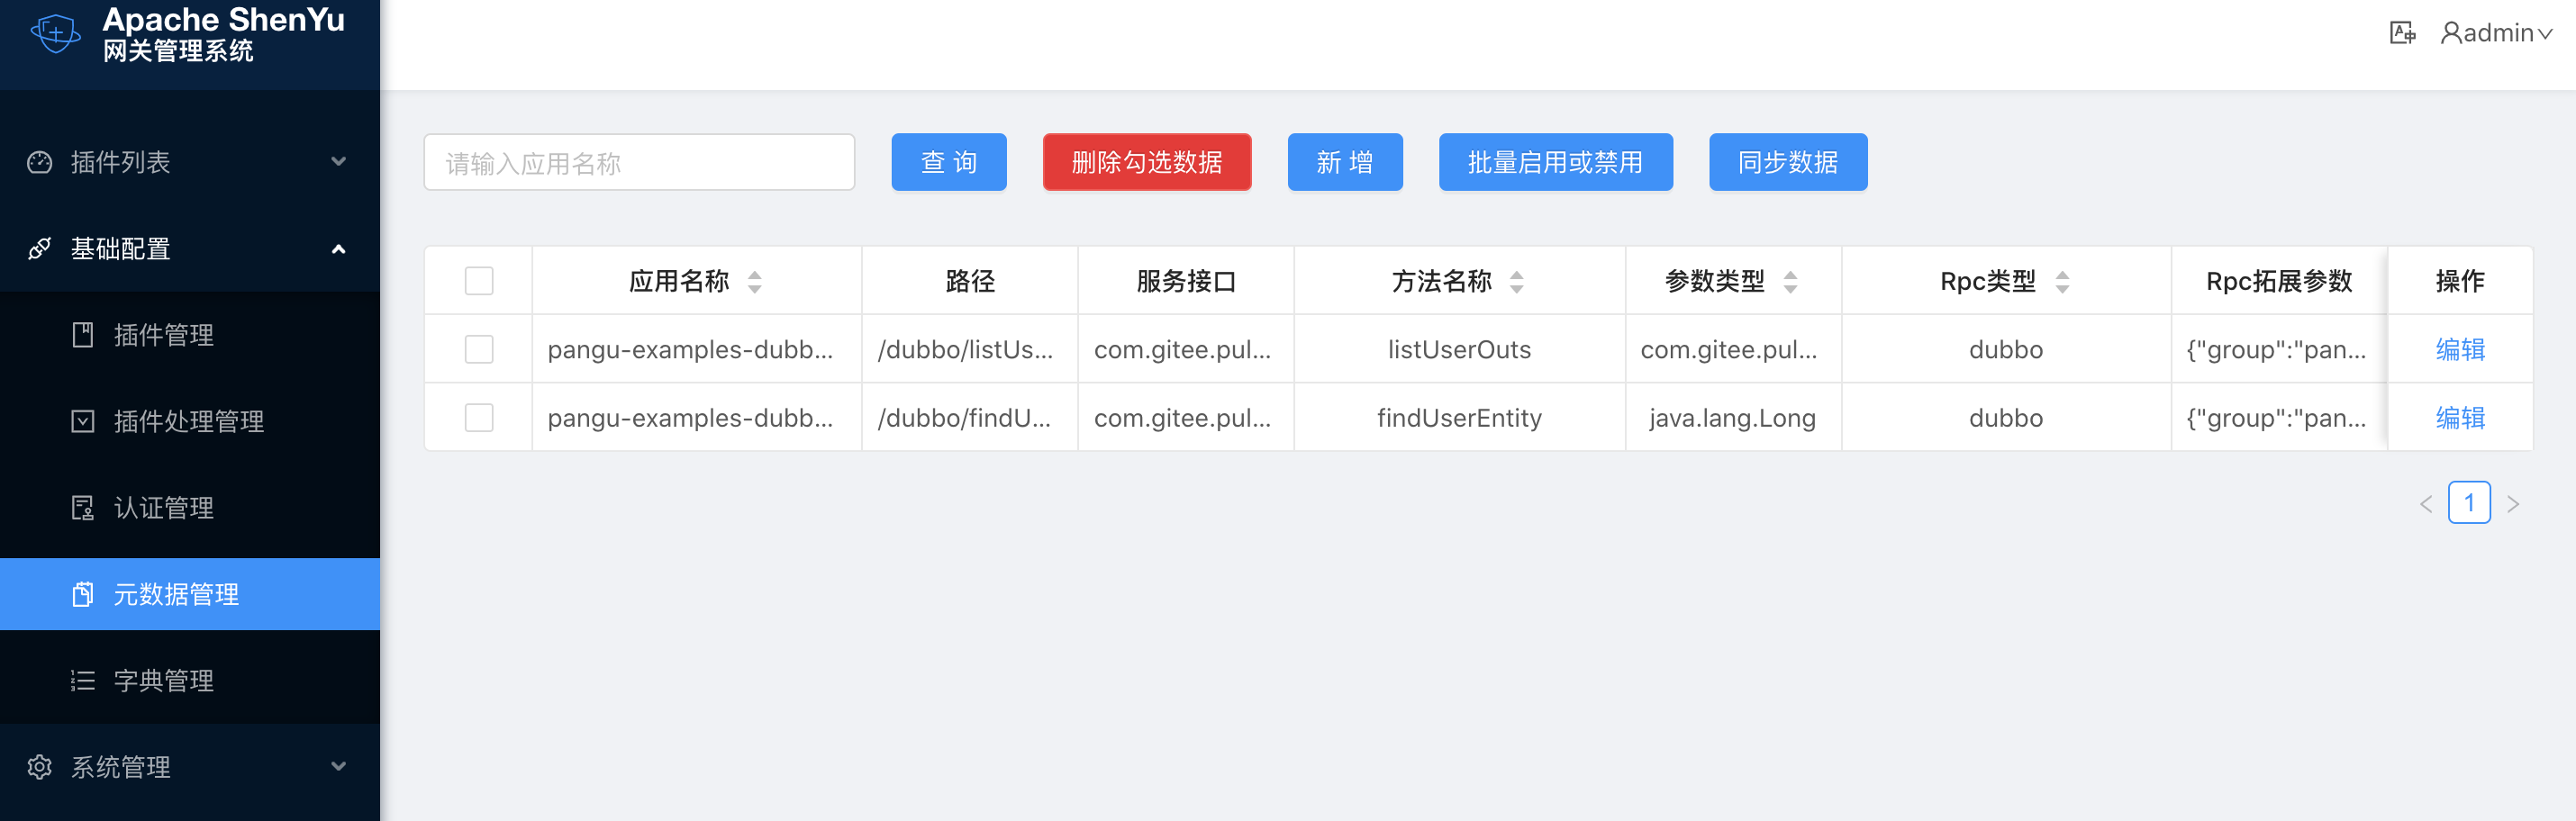 Apache ShenYu
网关管理系统
admin
插件列表
基础配置
插件管理
插件处理管理
认证管理
元数据管理
字典管理
系统管理
请输入应用名称 查 询 删除勾选数据 新 增 批量启用或禁用 同步数据
应用名称 路径 服务接口 方法名称 参数类型 Rpc类型 Rpc拓展参数 操作
pangu-examples-dubb... /dubbo/listUs... com.gitee.pul... listUserOuts com.gitee.pul... dubbo {"group":"pan... 编辑
pangu-examples-dubb... /dubbo/findU... com.gitee.pul... findUserEntity java.lang.Long dubbo {"group":"pan... 编辑
1